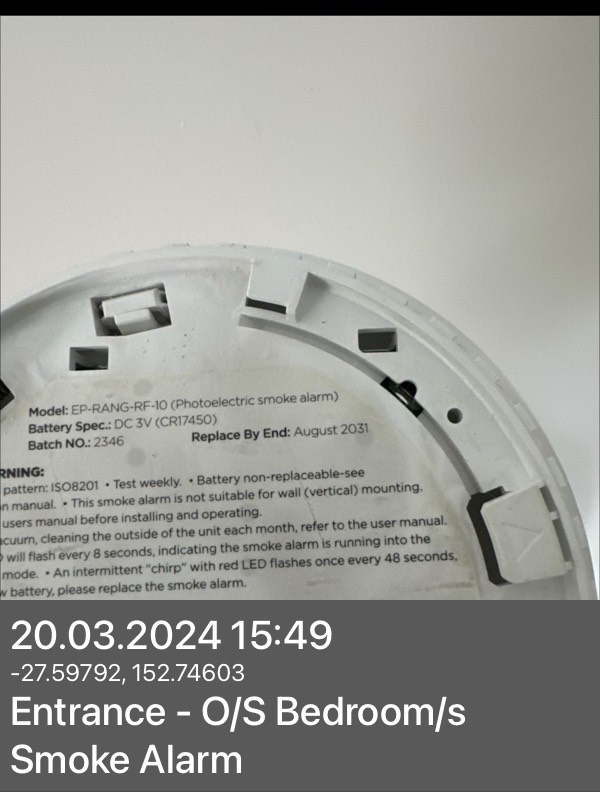 Model: EP-RANG-RF-10 (Photoelectric smoke alarm)
Battery Spec.: DC 3V (CR17450)
Batch NO.: 2346 Replace By End: August 2031
RNING:
pattern: ISO8201 • Test weekly. • Battery non-replaceable-see
n manual. • This smoke alarm is not suitable for wall (vertical) mounting.
users manual before installing and operating.
acuum, cleaning the outside of the unit each month, refer to the user manual.
will flash every 8 seconds, indicating the smoke alarm is running into the
mode. • An intermittent "chirp" with red LED flashes once every 48 seconds,
w battery, please replace the smoke alarm.
20.03.2024 15:49
-27.59792, 152.74603
Entrance - O/S Bedroom/s
Smoke Alarm